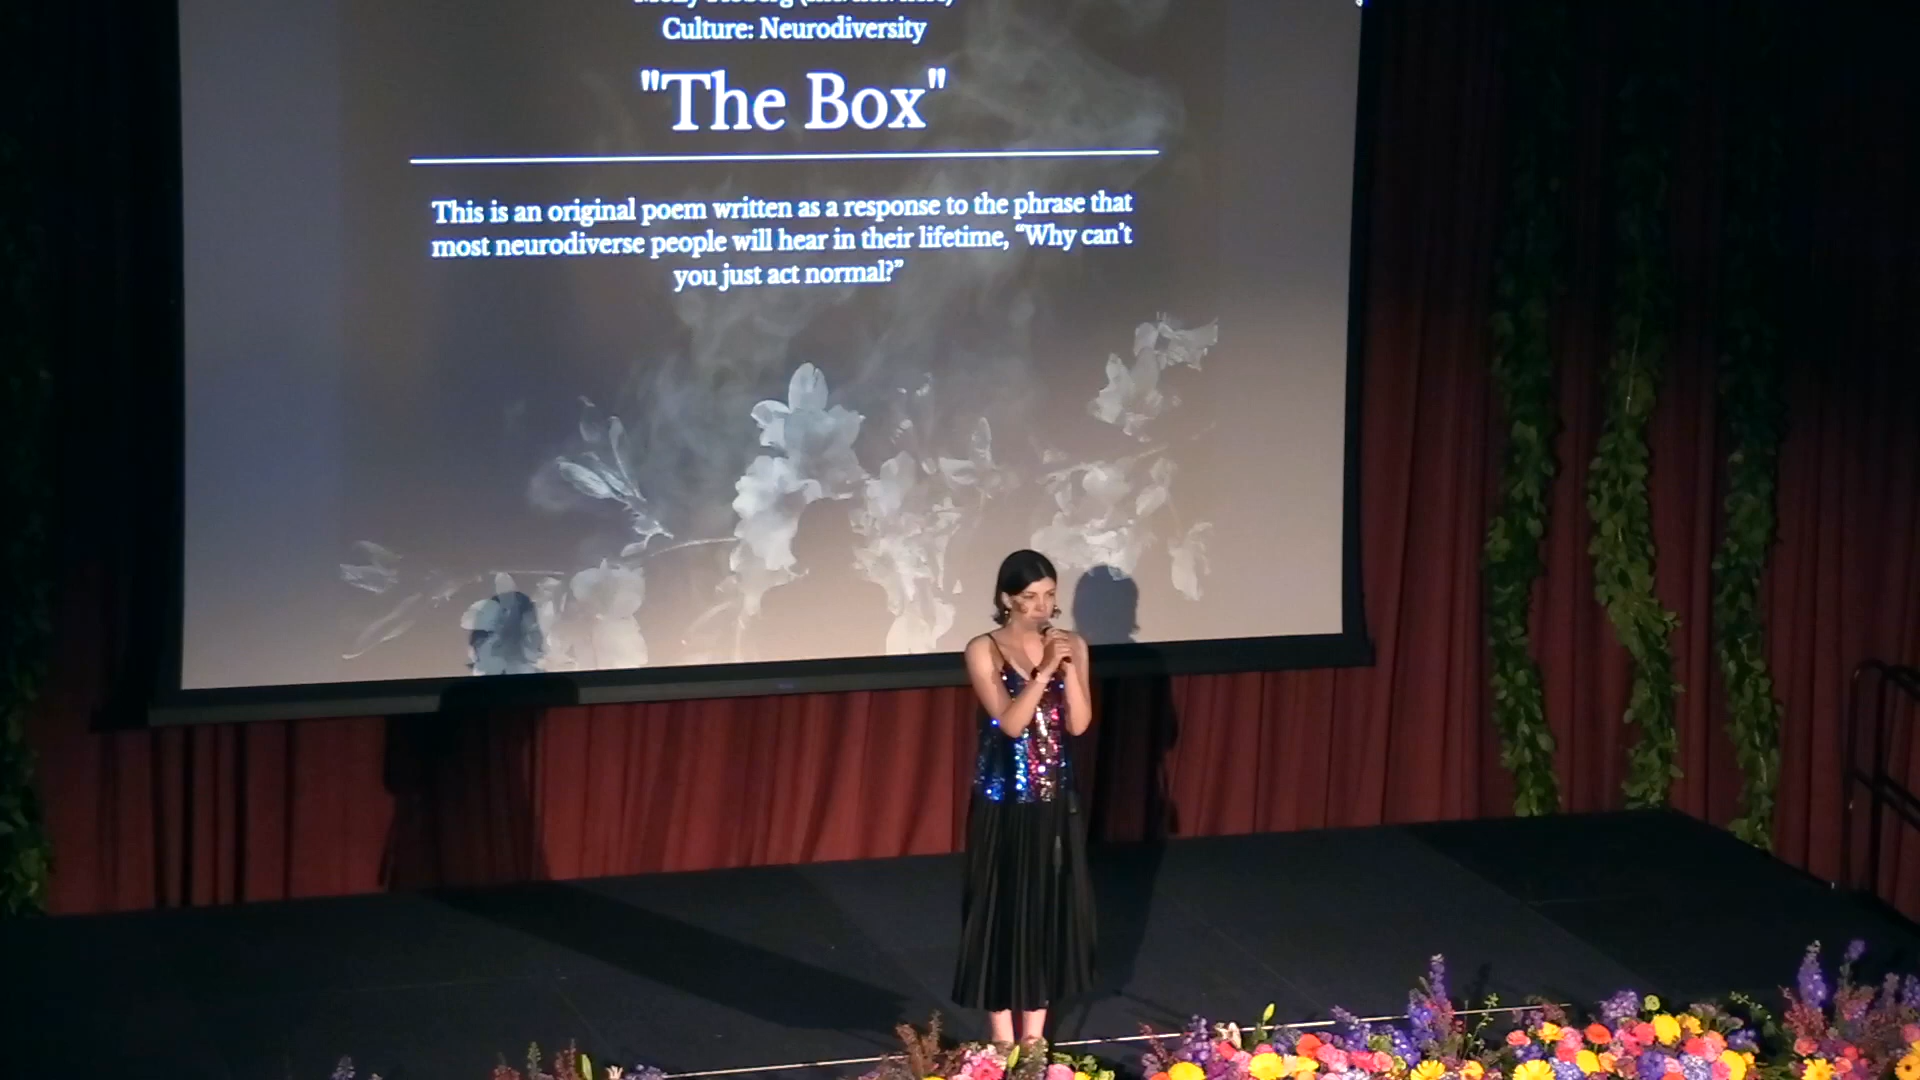 Culture: Neurodiversity
"The Box"
This is an original poem written as a response to the phrase that
most neurodiverse people will hear in their lifetime, “Why can’t
you just act normal?”